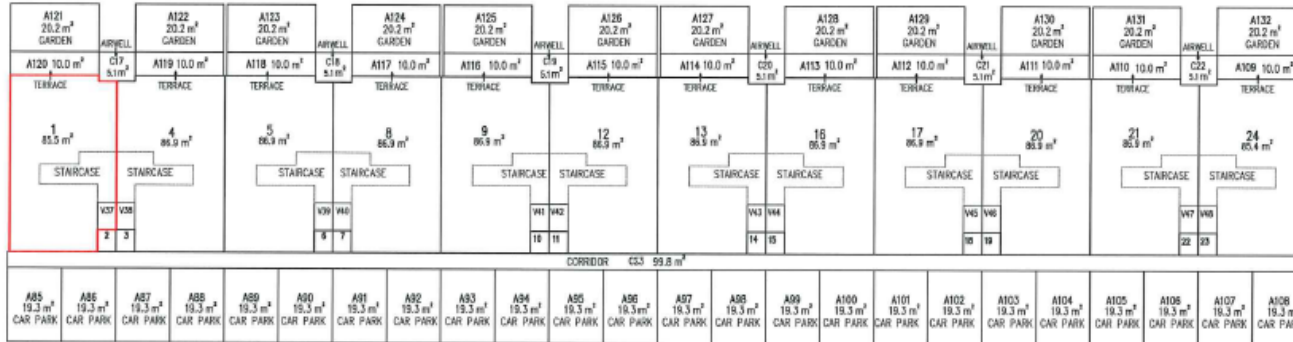 A121
20.2 m²
GARDEN
A122
20.2 m²
GARDEN
A123
20.2 m²
GARDEN
A124
20.2 m²
GARDEN
A125
20.2 m²
GARDEN
A126
20.2 m²
GARDEN
A127
20.2 m²
GARDEN
A128
20.2 m²
GARDEN
A129
20.2 m²
GARDEN
A130
20.2 m²
GARDEN
A131
20.2 m²
GARDEN
A132
20.2 m²
GARDEN
AIRWELL
AIRWELL
AIRWELL
AIRWELL
AIRWELL
AIRWELL
A120 10.0 m²
C17
5.1 m²
A119 10.0 m²
A118 10.0 m²
C18
5.1 m²
A117 10.0 m²
A116 10.0 m²
C19
5.1 m²
A115 10.0 m²
A114 10.0 m²
C20
5.1 m²
A113 10.0 m²
A112 10.0 m²
C21
5.1 m²
A111 10.0 m²
A110 10.0 m²
C22
5.1 m²
A109 10.0 m²
TERRACE
TERRACE
TERRACE
TERRACE
TERRACE
TERRACE
TERRACE
TERRACE
TERRACE
TERRACE
TERRACE
TERRACE
1
85.5 m²
4
86.9 m²
5
86.9 m²
8
86.9 m²
9
86.9 m²
12
86.9 m²
13
86.9 m²
16
86.9 m²
17
86.9 m²
20
86.9 m²
21
86.9 m²
24
85.4 m²
STAIRCASE STAIRCASE
STAIRCASE STAIRCASE
STAIRCASE STAIRCASE
STAIRCASE STAIRCASE
STAIRCASE STAIRCASE
STAIRCASE STAIRCASE
V37 V38
V39 V40
V41 V42
V43 V44
V45 V46
V47 V48
2 3
6 7
10 11
14 15
18 19
22 23
CORRIDOR CS3 99.8 m²
A85
19.3 m²
CAR PARK
A86
19.3 m²
CAR PARK
A87
19.3 m²
CAR PARK
A88
19.3 m²
CAR PARK
A89
19.3 m²
CAR PARK
A90
19.3 m²
CAR PARK
A91
19.3 m²
CAR PARK
A92
19.3 m²
CAR PARK
A93
19.3 m²
CAR PARK
A94
19.3 m²
CAR PARK
A95
19.3 m²
CAR PARK
A96
19.3 m²
CAR PARK
A97
19.3 m²
CAR PARK
A98
19.3 m²
CAR PARK
A99
19.3 m²
CAR PARK
A100
19.3 m²
CAR PARK
A101
19.3 m²
CAR PARK
A102
19.3 m²
CAR PARK
A103
19.3 m²
CAR PARK
A104
19.3 m²
CAR PARK
A105
19.3 m²
CAR PARK
A106
19.3 m²
CAR PARK
A107
19.3 m²
CAR PARK
A108
19.3 m²
CAR PARK